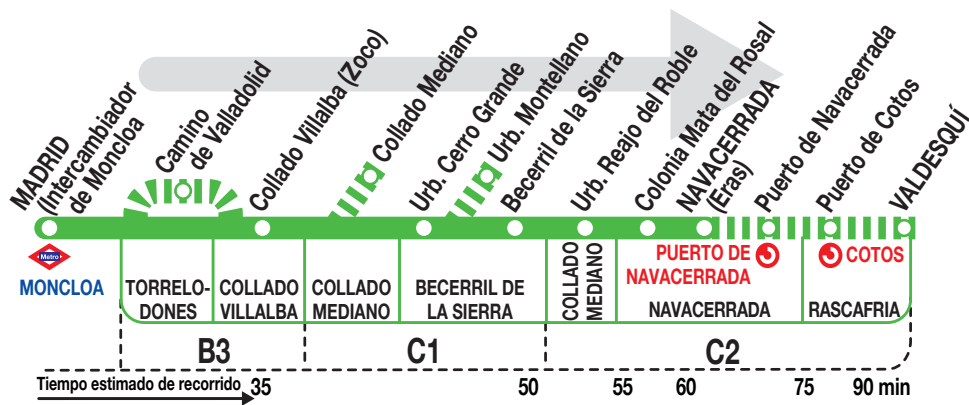 MADRID
(Intercambiador
de Moncloa
Camino
de Valladolid
Collado Villalba (Zoco)
Collado Mediano
Urb. Cerro Grande
Urb. Montellano
Becerril de la Sierra
Urb. Reajo del Roble
Colonia Mata del Rosal
NAVACERRADA
(Eras)
Puerto de Navacerrada
Puerto de Cotos
VALDESQUÍ
Metro
MONCLOA
TORRELO-
DONES
COLLADO
VILLALBA
COLLADO
MEDIANO
BECERRIL DE
LA SIERRA
COLLADO
MEDIANO
PUERTO DE
NAVACERRADA
COTOS
NAVACERRADA
RASCAFRIA
B3
C1
C2
Tiempo estimado de recorrido 35 50 55 60 75 90 min